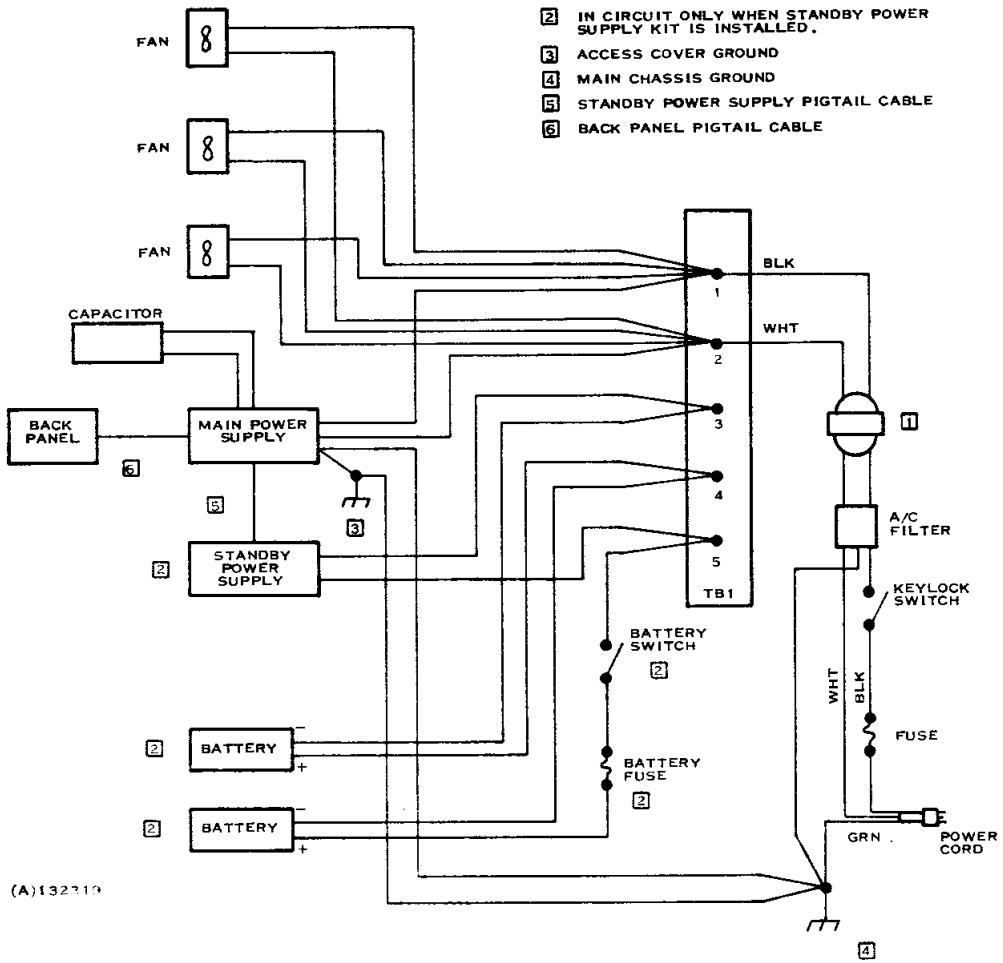 [2] IN CIRCUIT ONLY WHEN STANDBY POWER
SUPPLY KIT IS INSTALLED.
[3] ACCESS COVER GROUND
[4] MAIN CHASSIS GROUND
[5] STANDBY POWER SUPPLY PIGTAIL CABLE
[6] BACK PANEL PIGTAIL CABLE
FAN
FAN
FAN
CAPACITOR
BACK
PANEL
6
MAIN POWER
SUPPLY
5
3
2
STANDBY
POWER
SUPPLY
BLK
1
WHT
2
3
4
5
TB1
1
A/C
FILTER
KEYLOCK
SWITCH
WHT
BLK
FUSE
BATTERY
SWITCH
2
BATTERY
FUSE
2
2
BATTERY
-
+
2
BATTERY
-
+
GRN
POWER
CORD
4